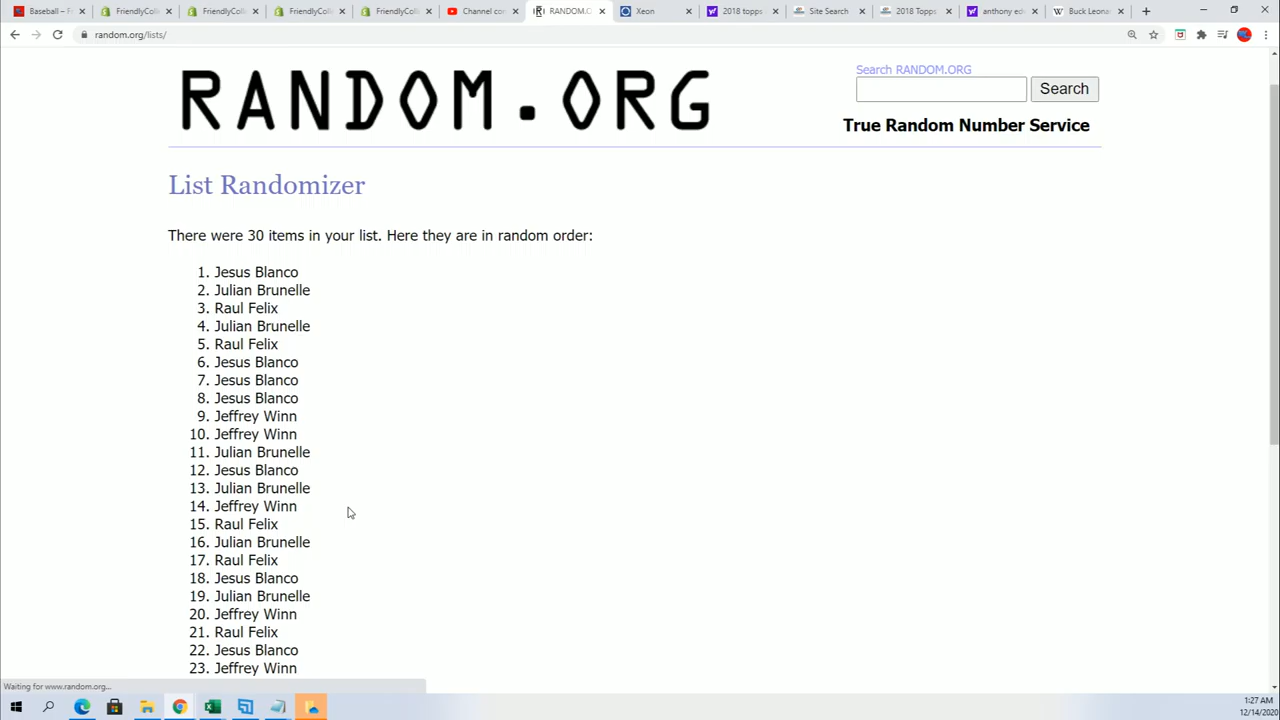 Baseball – F
FriendlyColl
FriendlyColl
FriendlyColl
FriendlyColl
Channel con
RANDOM.O
Xeon
2018 topps
Site Search
2018 Topps
anthony ed
Buck Leona
random.org/lists/
RANDOM.ORG
Search RANDOM.ORG
Search
True Random Number Service
List Randomizer
There were 30 items in your list. Here they are in random order:
1. Jesus Blanco
2. Julian Brunelle
3. Raul Felix
4. Julian Brunelle
5. Raul Felix
6. Jesus Blanco
7. Jesus Blanco
8. Jesus Blanco
9. Jeffrey Winn
10. Jeffrey Winn
11. Julian Brunelle
12. Jesus Blanco
13. Julian Brunelle
14. Jeffrey Winn
15. Raul Felix
16. Julian Brunelle
17. Raul Felix
18. Jesus Blanco
19. Julian Brunelle
20. Jeffrey Winn
21. Raul Felix
22. Jesus Blanco
23. Jeffrey Winn
Waiting for www.random.org...
1:27 AM
12/14/2020